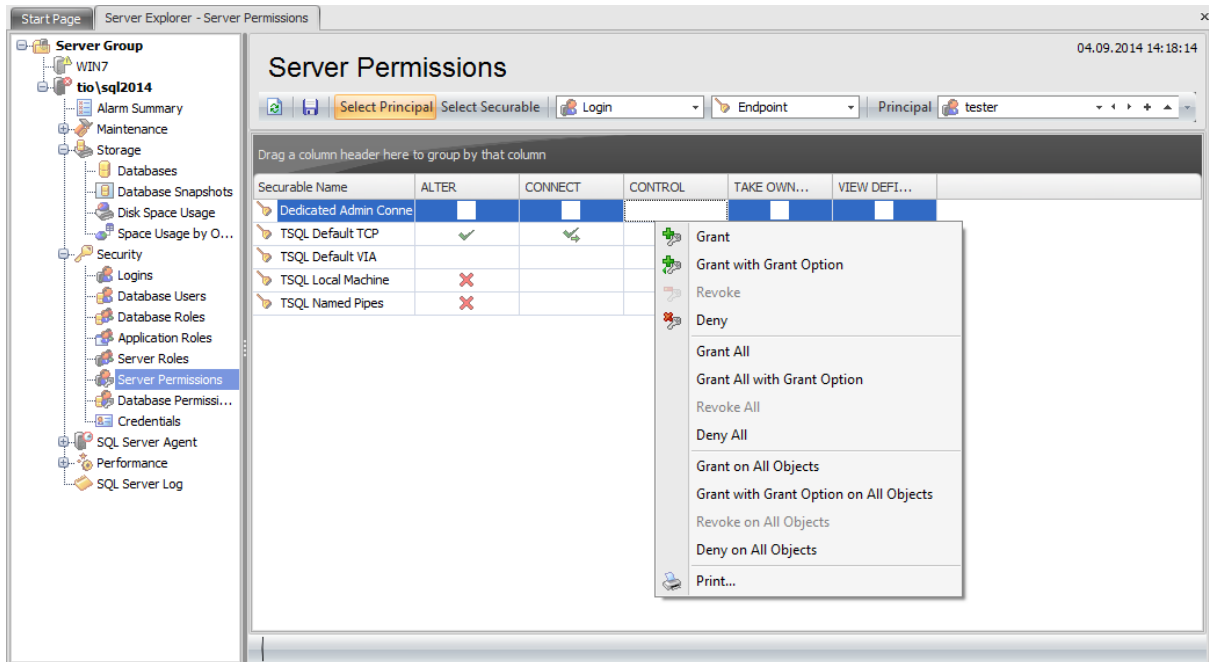 Start Page
Server Explorer - Server Permissions
Server Group
WIN7
tio\sql2014
Alarm Summary
Maintenance
Storage
Databases
Database Snapshots
Disk Space Usage
Space Usage by O...
Security
Logins
Database Users
Database Roles
Application Roles
Server Roles
Server Permissions
Database Permissi...
Credentials
SQL Server Agent
Performance
SQL Server Log
04.09.2014 14:18:14
Server Permissions
Select Principal Select Securable Login Endpoint Principal tester
Drag a column header here to group by that column
Securable Name ALTER CONNECT CONTROL TAKE OWN... VIEW DEFI...
Dedicated Admin Conne
TSQL Default TCP
TSQL Default VIA
TSQL Local Machine
TSQL Named Pipes
Grant
Grant with Grant Option
Revoke
Deny
Grant All
Grant All with Grant Option
Revoke All
Deny All
Grant on All Objects
Grant with Grant Option on All Objects
Revoke on All Objects
Deny on All Objects
Print...